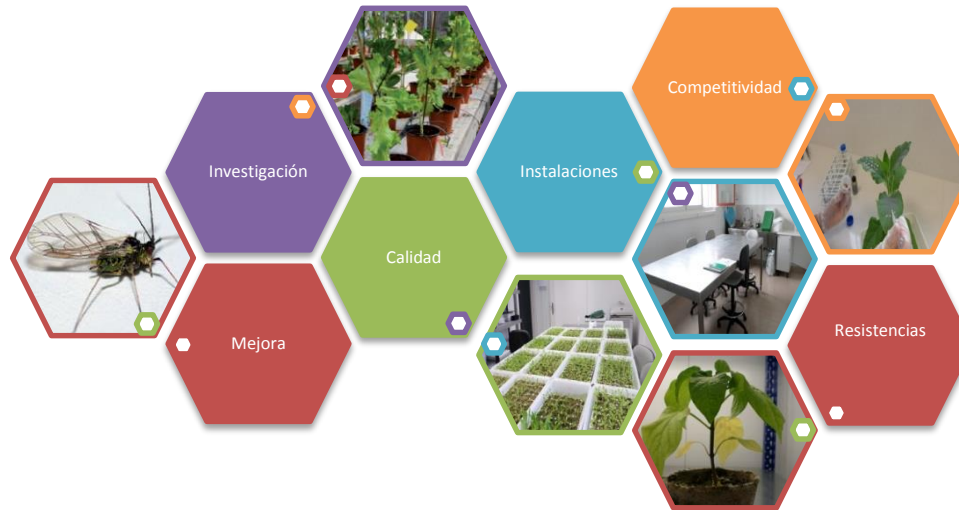 Competitividad
Investigación
Instalaciones
Calidad
Resistencias
Mejora